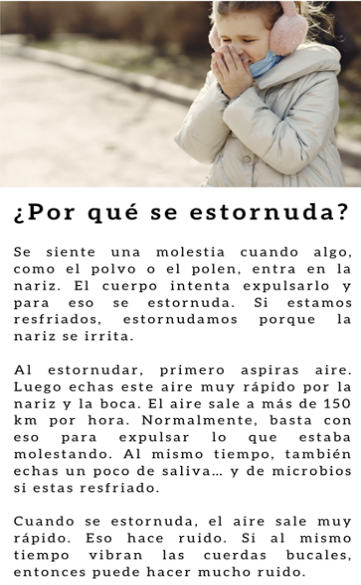 ¿Por qué se estornuda?
Se siente una molestia cuando algo,
como el polvo o el polen, entra en la
nariz. El cuerpo intenta expulsarlo y
para eso se estornuda. Si estamos
resfriados, estornudamos porque la
nariz se irrita.
Al estornudar, primero aspiras aire.
Luego echas este aire muy rápido por la
nariz y la boca. El aire sale a más de 150
km por hora. Normalmente, basta con
eso para expulsar lo que estaba
molestando. Al mismo tiempo, también
echas un poco de saliva... y de microbios
si estas resfriado.
Cuando se estornuda, el aire sale muy
rápido. Eso hace ruido. Si al mismo
tiempo vibran las cuerdas bucales,
entonces puede hacer mucho ruido.